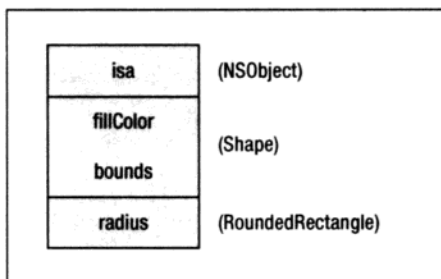 isa (NSObject)
fillColor
(Shape)
bounds
radius (RoundedRectangle)